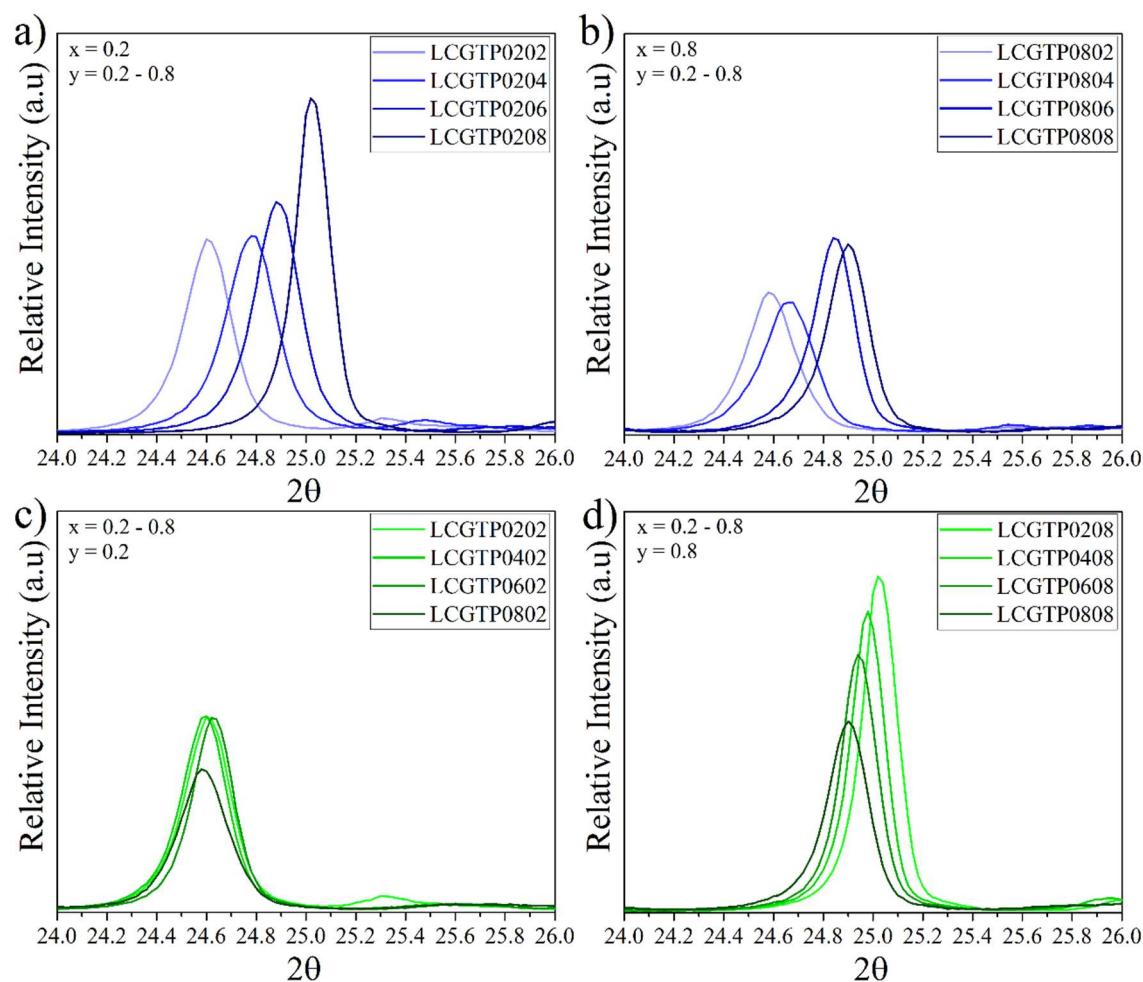 a)
x = 0.2
y = 0.2 - 0.8
LCGTP0202
LCGTP0204
LCGTP0206
LCGTP0208
Relative Intensity (a.u)
24.0 24.2 24.4 24.6 24.8 25.0 25.2 25.4 25.6 25.8 26.0
2θ
b)
x = 0.8
y = 0.2 - 0.8
LCGTP0802
LCGTP0804
LCGTP0806
LCGTP0808
Relative Intensity (a.u)
24.0 24.2 24.4 24.6 24.8 25.0 25.2 25.4 25.6 25.8 26.0
2θ
c)
x = 0.2 - 0.8
y = 0.2
LCGTP0202
LCGTP0402
LCGTP0602
LCGTP0802
Relative Intensity (a.u)
24.0 24.2 24.4 24.6 24.8 25.0 25.2 25.4 25.6 25.8 26.0
2θ
d)
x = 0.2 - 0.8
y = 0.8
LCGTP0208
LCGTP0408
LCGTP0608
LCGTP0808
Relative Intensity (a.u)
24.0 24.2 24.4 24.6 24.8 25.0 25.2 25.4 25.6 25.8 26.0
2θ